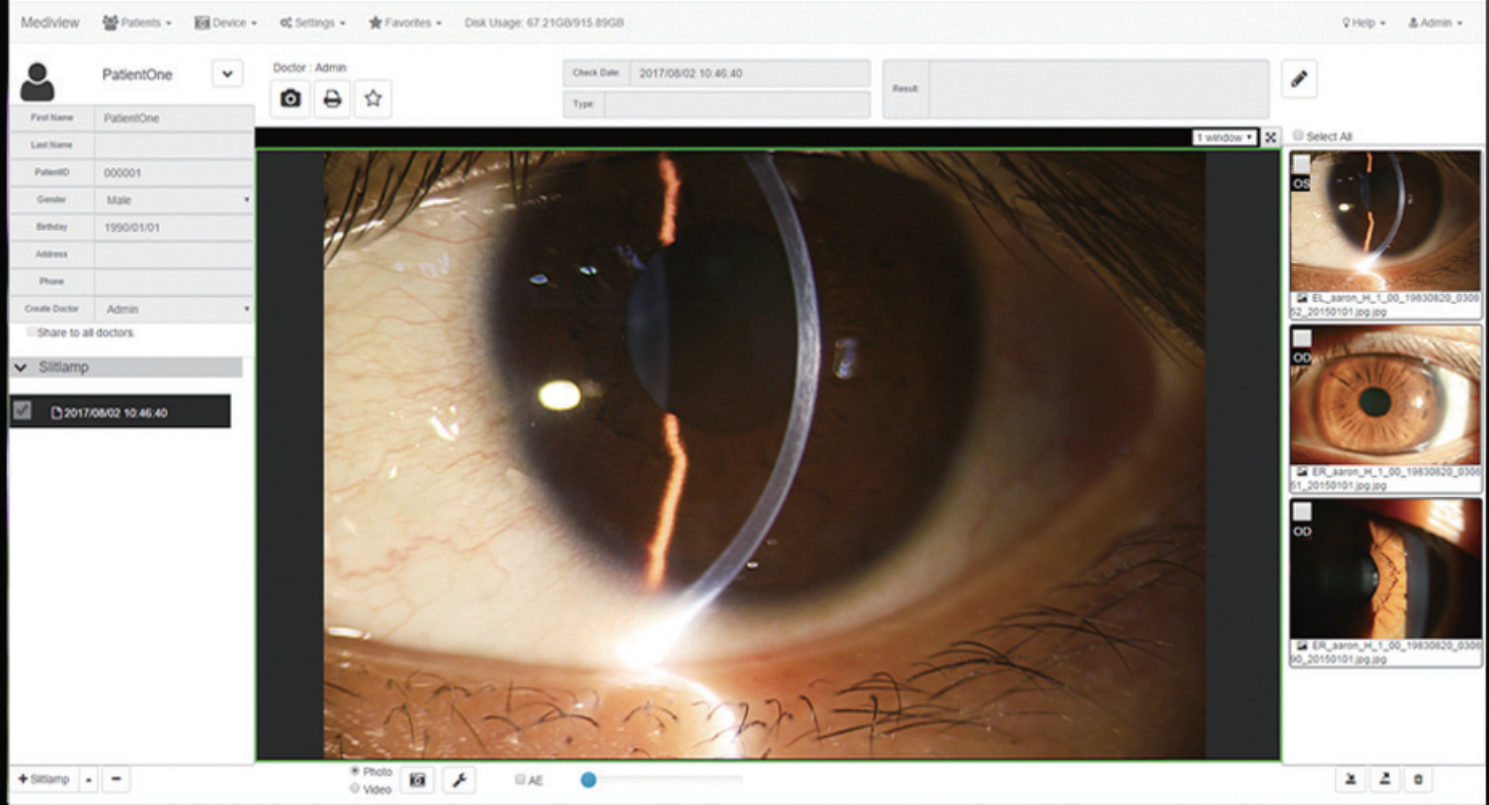 Mediview Patients Device Settings Favorites Disk Usage: 67.21GB/915.89GB Help Admin
PatientOne
Doctor : Admin
Check Date: 2017/08/02 10:46:40
Type:
Result:
First Name PatientOne
Last Name
PatientID 000001
Gender Male
Birthday 1990/01/01
Address
Phone
Create Doctor Admin
Share to all doctors.
Slitlamp
2017/08/02 10:46:40
1 window
Select All
OS
EL_aaron_H_1_00_19830820_0306
52_20150101.jpg.jpg
OD
ER_aaron_H_1_00_19830820_0306
51_20150101.jpg.jpg
OD
ER_aaron_H_1_00_19830820_0306
90_20150101.jpg.jpg
Slitlamp
Photo
Video
AE